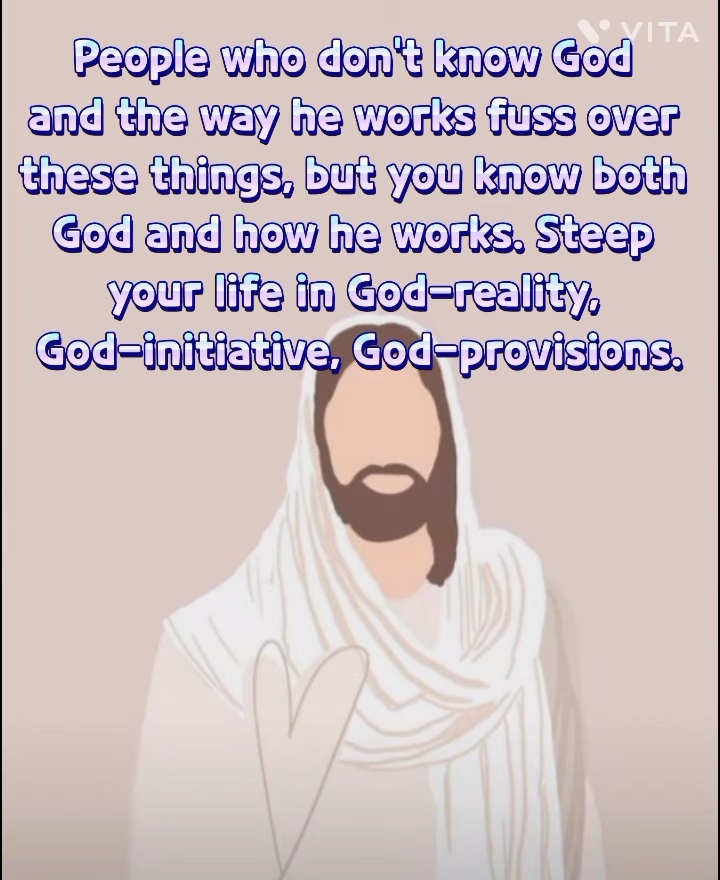 VITA
People who don't know God
and the way he works fuss over
these things, but you know both
God and how he works. Steep
your life in God-reality,
God-initiative, God-provisions.